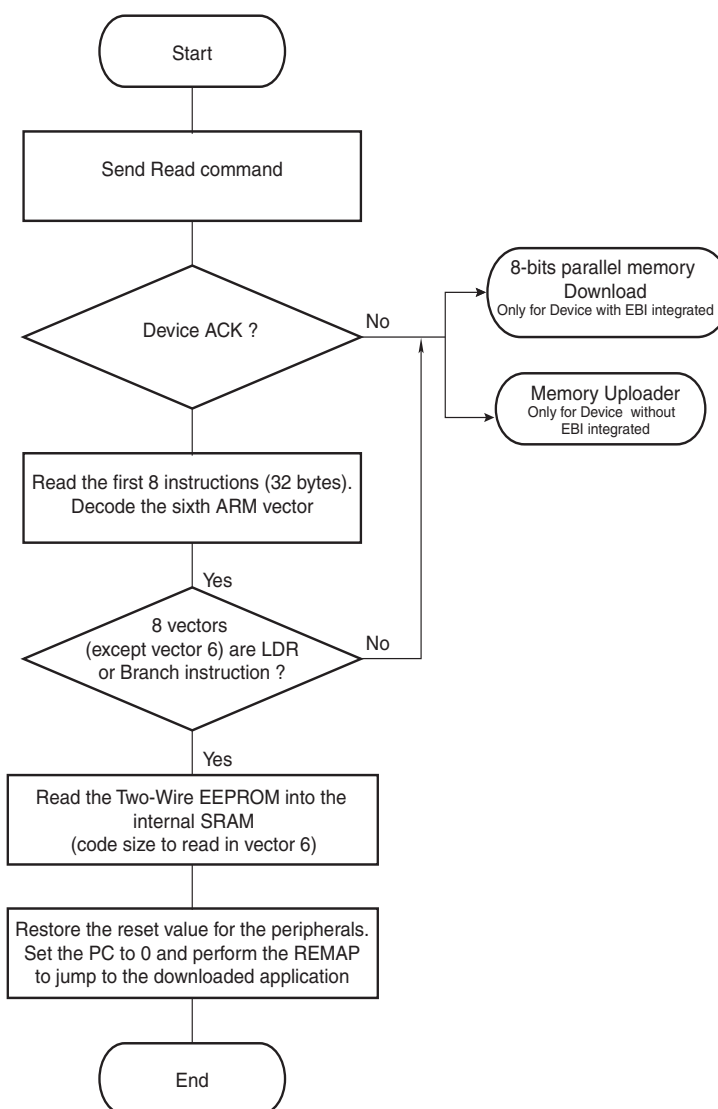 Start
Send Read command
Device ACK ?
No
8-bits parallel memory
Download
Only for Device with EBI integrated
Memory Uploader
Only for Device without
EBI integrated
Read the first 8 instructions (32 bytes).
Decode the sixth ARM vector
Yes
8 vectors
(except vector 6) are LDR
or Branch instruction ?
No
Yes
Read the Two-Wire EEPROM into the
internal SRAM
(code size to read in vector 6)
Restore the reset value for the peripherals.
Set the PC to 0 and perform the REMAP
to jump to the downloaded application
End